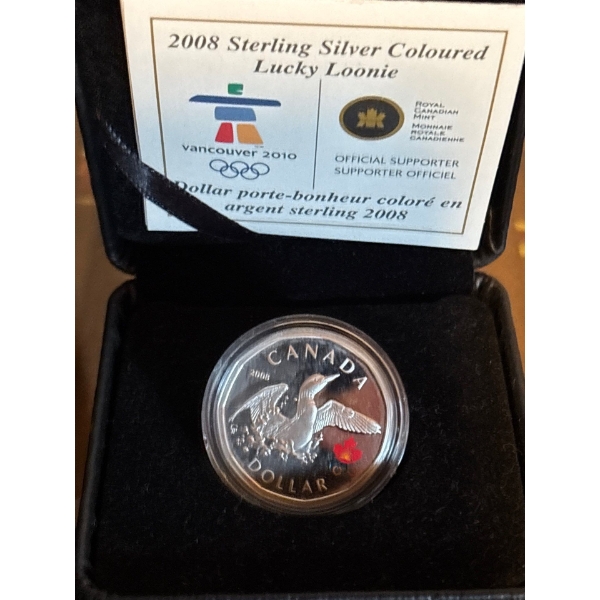 2008 Sterling Silver Coloured
Lucky Loonie
vancouver 2010
ROYAL
CANADIAN
MINT
MONNAIE
ROYALE
CANADIENNE
OFFICIAL SUPPORTER
SUPPORTER OFFICIEL
Dollar porte-bonheur coloré en
argent sterling 2008
CANADA
2008
DOLLAR